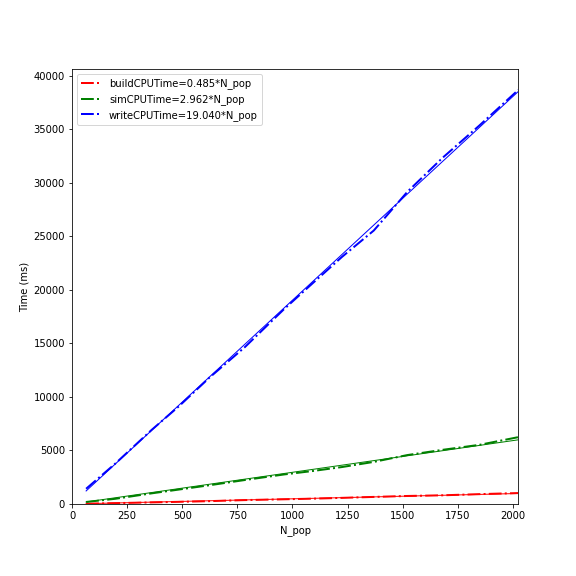 buildCPUTime=0.485*N_pop
simCPUTime=2.962*N_pop
writeCPUTime=19.040*N_pop
40000
35000
30000
25000
20000
15000
10000
5000
0
Time (ms)
0 250 500 750 1000 1250 1500 1750 2000
N_pop